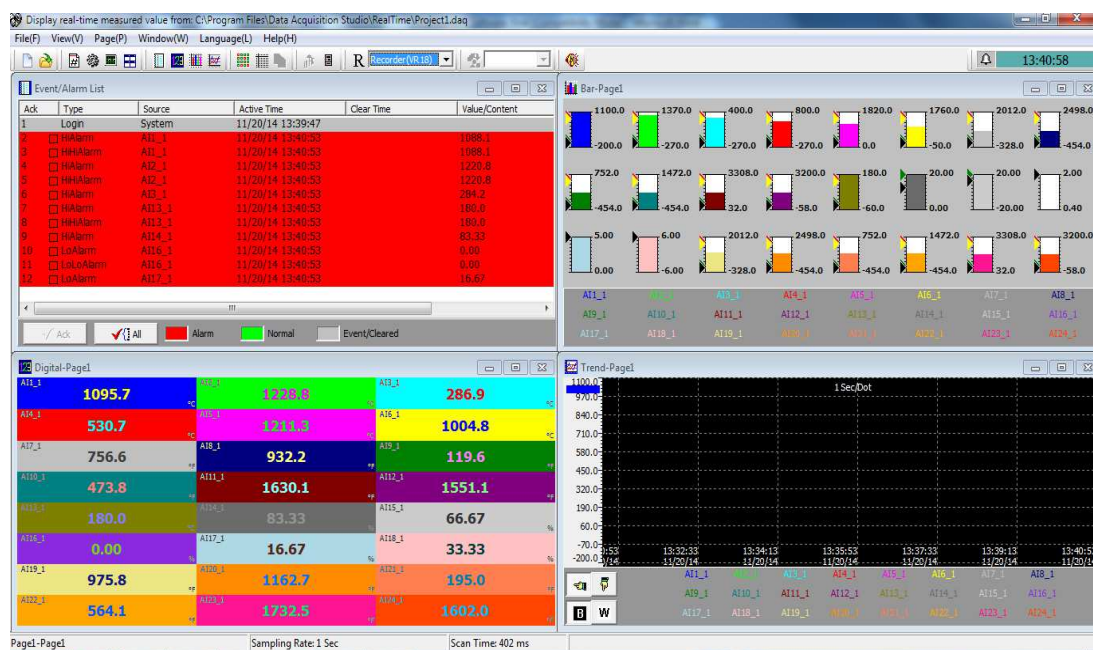 Display real-time measured value from: C:\Program Files\Data Acquisition Studio\RealTime\Project1.daq
File(F) View(V) Page(P) Window(W) Language(L) Help(H)
R Recorder(VR18) 13:40:58
Event/Alarm List
Ack Type Source Active Time Clear Time Value/Content
1 Login System 11/20/14 13:39:47
2 HiAlarm AI1_1 11/20/14 13:40:53 1088.1
3 HiHiAlarm AI1_1 11/20/14 13:40:53 1088.1
4 HiAlarm AI2_1 11/20/14 13:40:53 1220.8
5 HiHiAlarm AI2_1 11/20/14 13:40:53 1220.8
6 HiAlarm AI3_1 11/20/14 13:40:53 284.2
7 HiAlarm AI13_1 11/20/14 13:40:53 180.0
8 HiHiAlarm AI13_1 11/20/14 13:40:53 180.0
9 HiAlarm AI14_1 11/20/14 13:40:53 83.33
10 LoAlarm AI16_1 11/20/14 13:40:53 0.00
11 LoLoAlarm AI16_1 11/20/14 13:40:53 0.00
12 LoAlarm AI17_1 11/20/14 13:40:53 16.67
Ack All Alarm Normal Event/Cleared
Bar-Page1
1100.0 1370.0 400.0 800.0 1820.0 1760.0 2012.0 2498.0
-200.0 -270.0 -270.0 -270.0 0.0 -50.0 -328.0 -454.0
752.0 1472.0 3308.0 3200.0 180.0 20.00 20.00 2.00
-454.0 -454.0 32.0 -58.0 -60.0 0.00 -20.00 0.40
5.00 6.00 2012.0 2498.0 752.0 1472.0 3308.0 3200.0
0.00 -6.00 -328.0 -454.0 -454.0 -454.0 32.0 -58.0
AI1_1 AI2_1 AI3_1 AI4_1 AI5_1 AI6_1 AI7_1 AI8_1
AI9_1 AI10_1 AI11_1 AI12_1 AI13_1 AI14_1 AI15_1 AI16_1
AI17_1 AI18_1 AI19_1 AI20_1 AI21_1 AI22_1 AI23_1 AI24_1
Digital-Page1
AI1_1 1095.7 °C AI2_1 1228.8 °C AI3_1 286.9 °C
AI4_1 530.7 °C AI5_1 1211.3 °C AI6_1 1004.8 °C
AI7_1 756.6 °F AI8_1 932.2 °F AI9_1 119.6 °F
AI10_1 473.8 °F AI11_1 1630.1 °F AI12_1 1551.1 °F
AI13_1 180.0 AI14_1 83.33 AI15_1 66.67 %
AI16_1 0.00 % AI17_1 16.67 % AI18_1 33.33 %
AI19_1 975.8 °F AI20_1 1162.7 °F AI21_1 195.0 °F
AI22_1 564.1 °F AI23_1 1732.5 °F AI24_1 1602.0 °F
Trend-Page1
1 Sec/Dot
1100.0
970.0
840.0
710.0
580.0
450.0
320.0
190.0
60.0
-70.0
-200.0
0:53 13:32:33 13:34:13 13:35:53 13:37:33 13:39:13 13:40:5
/14 11/20/14 11/20/14 11/20/14 11/20/14 11/20/14 11/20/1
AI1_1 AI2_1 AI3_1 AI4_1 AI5_1 AI6_1 AI7_1 AI8_1
AI9_1 AI10_1 AI11_1 AI12_1 AI13_1 AI14_1 AI15_1 AI16_1
B W AI17_1 AI18_1 AI19_1 AI20_1 AI21_1 AI22_1 AI23_1 AI24_1
Page1-Page1 Sampling Rate: 1 Sec Scan Time: 402 ms